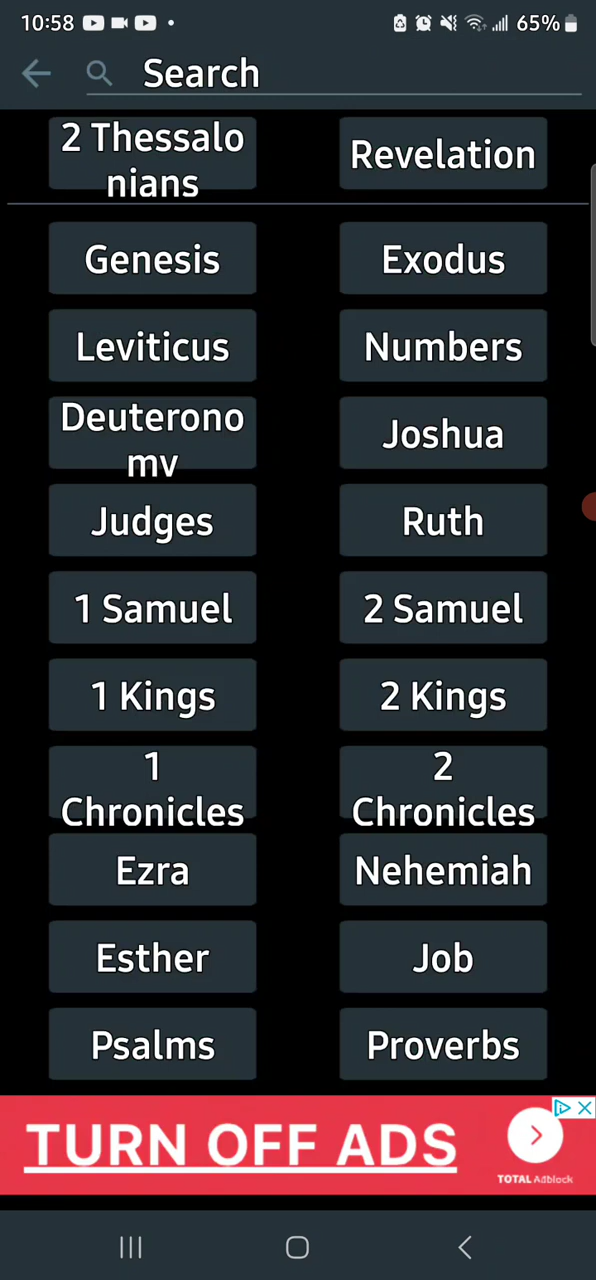 10:58 65%
Search
2 Thessalo
nians
Revelation
Genesis
Exodus
Leviticus
Numbers
Deuterono
my
Joshua
Judges
Ruth
1 Samuel
2 Samuel
1 Kings
2 Kings
1
Chronicles
2
Chronicles
Ezra
Nehemiah
Esther
Job
Psalms
Proverbs
TURN OFF ADS
TOTAL Adblock